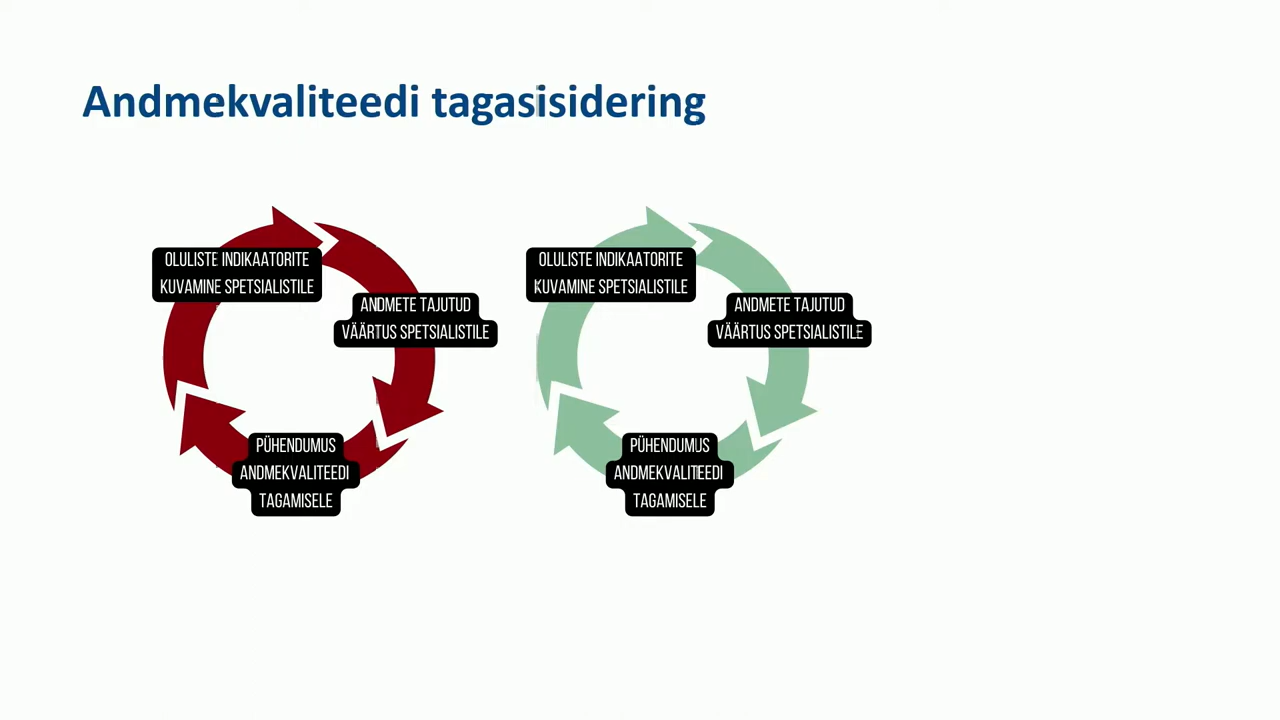 Andmekvaliteedi tagasisidering
OLULISTE INDIKAATORITE
KUVAMINE SPETSIALISTILE
ANDMETE TAJUTUD
VÄÄRTUS SPETSIALISTILE
PÜHENDUMUS
ANDMEKVALITEEDI
TAGAMISELE
OLULISTE INDIKAATORITE
KUVAMINE SPETSIALISTILE
ANDMETE TAJUTUD
VÄÄRTUS SPETSIALISTILE
PÜHENDUMUS
ANDMEKVALITEEDI
TAGAMISELE